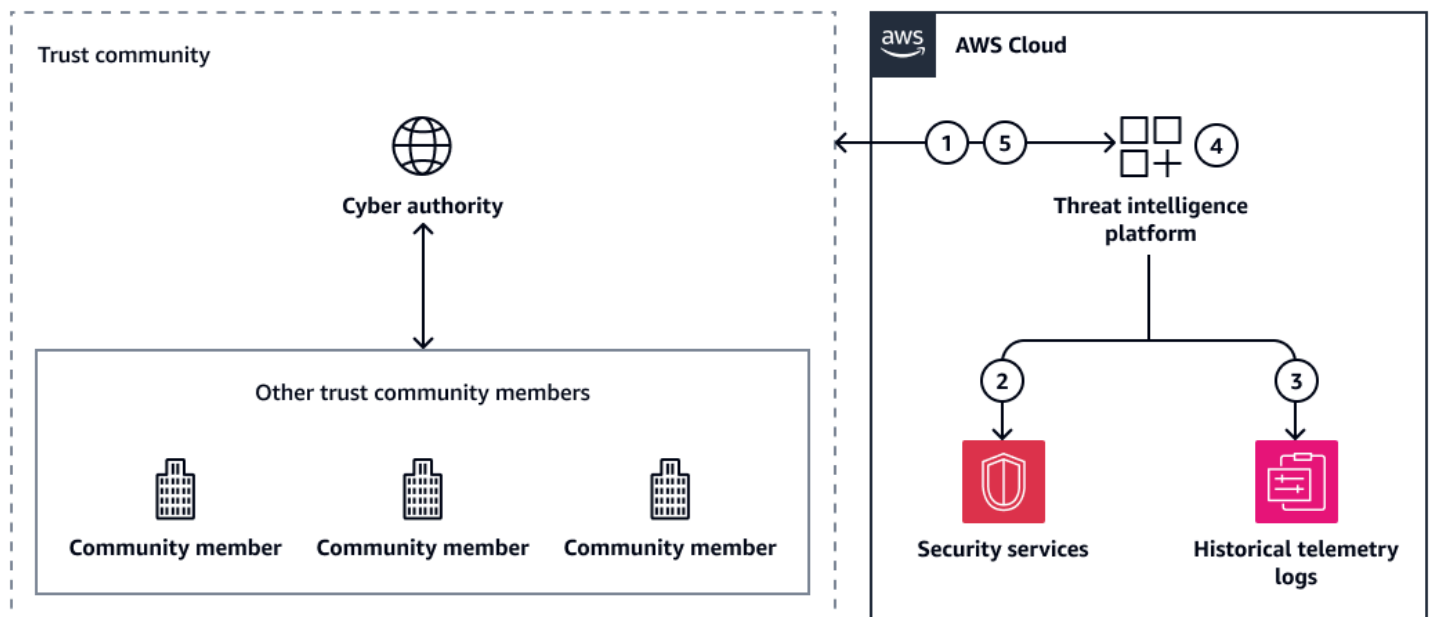 Trust community
aws
AWS Cloud
1
5
4
Cyber authority
Threat intelligence
platform
Other trust community members
2
3
Community member
Community member
Community member
Security services
Historical telemetry
logs